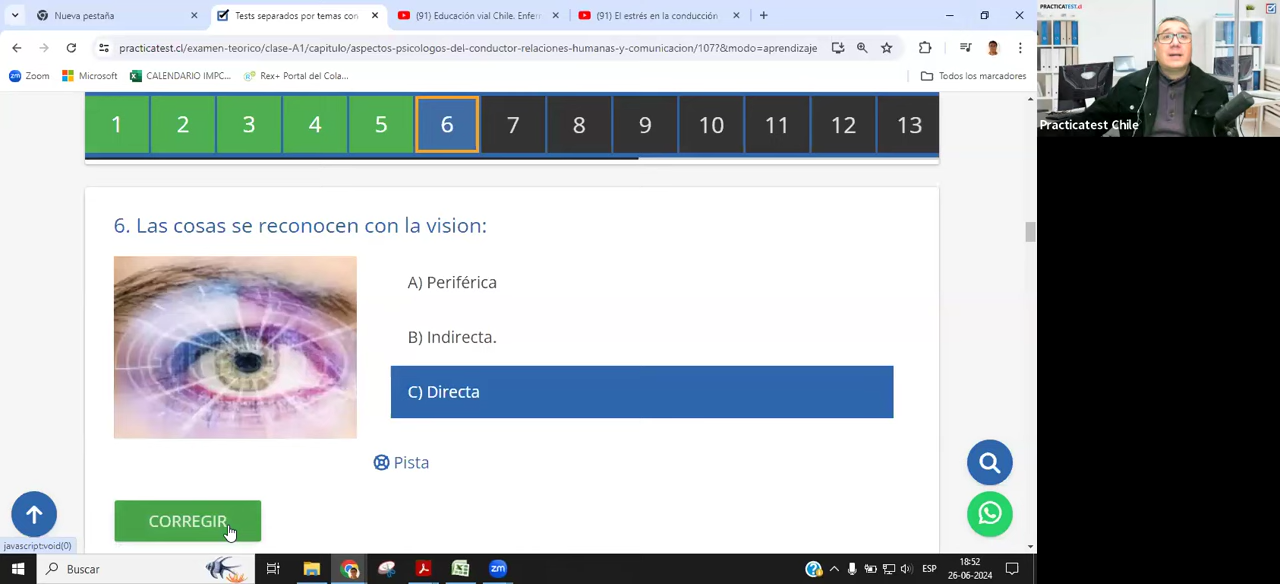 Nueva pestaña
Tests separados por temas con
(91) Educación vial Chile, Enfer
(91) El estrés en la conducción
practicatest.cl/examen-teorico/clase-A1/capitulo/aspectos-psicologos-del-conductor-relaciones-humanas-y-comunicacion/107?&modo=aprendizaje
Zoom
Microsoft
CALENDARIO IMPC...
Rex+ Portal del Cola...
Todos los marcadores
PRACTICATEST.cl
1 2 3 4 5 6 7 8 9 10 11 12 13
Practicatest Chile
6. Las cosas se reconocen con la vision:
A) Periférica
B) Indirecta.
C) Directa
Pista
CORREGIR
javascript:void(0)
Buscar
zm
ESP
18:52
26-06-2024